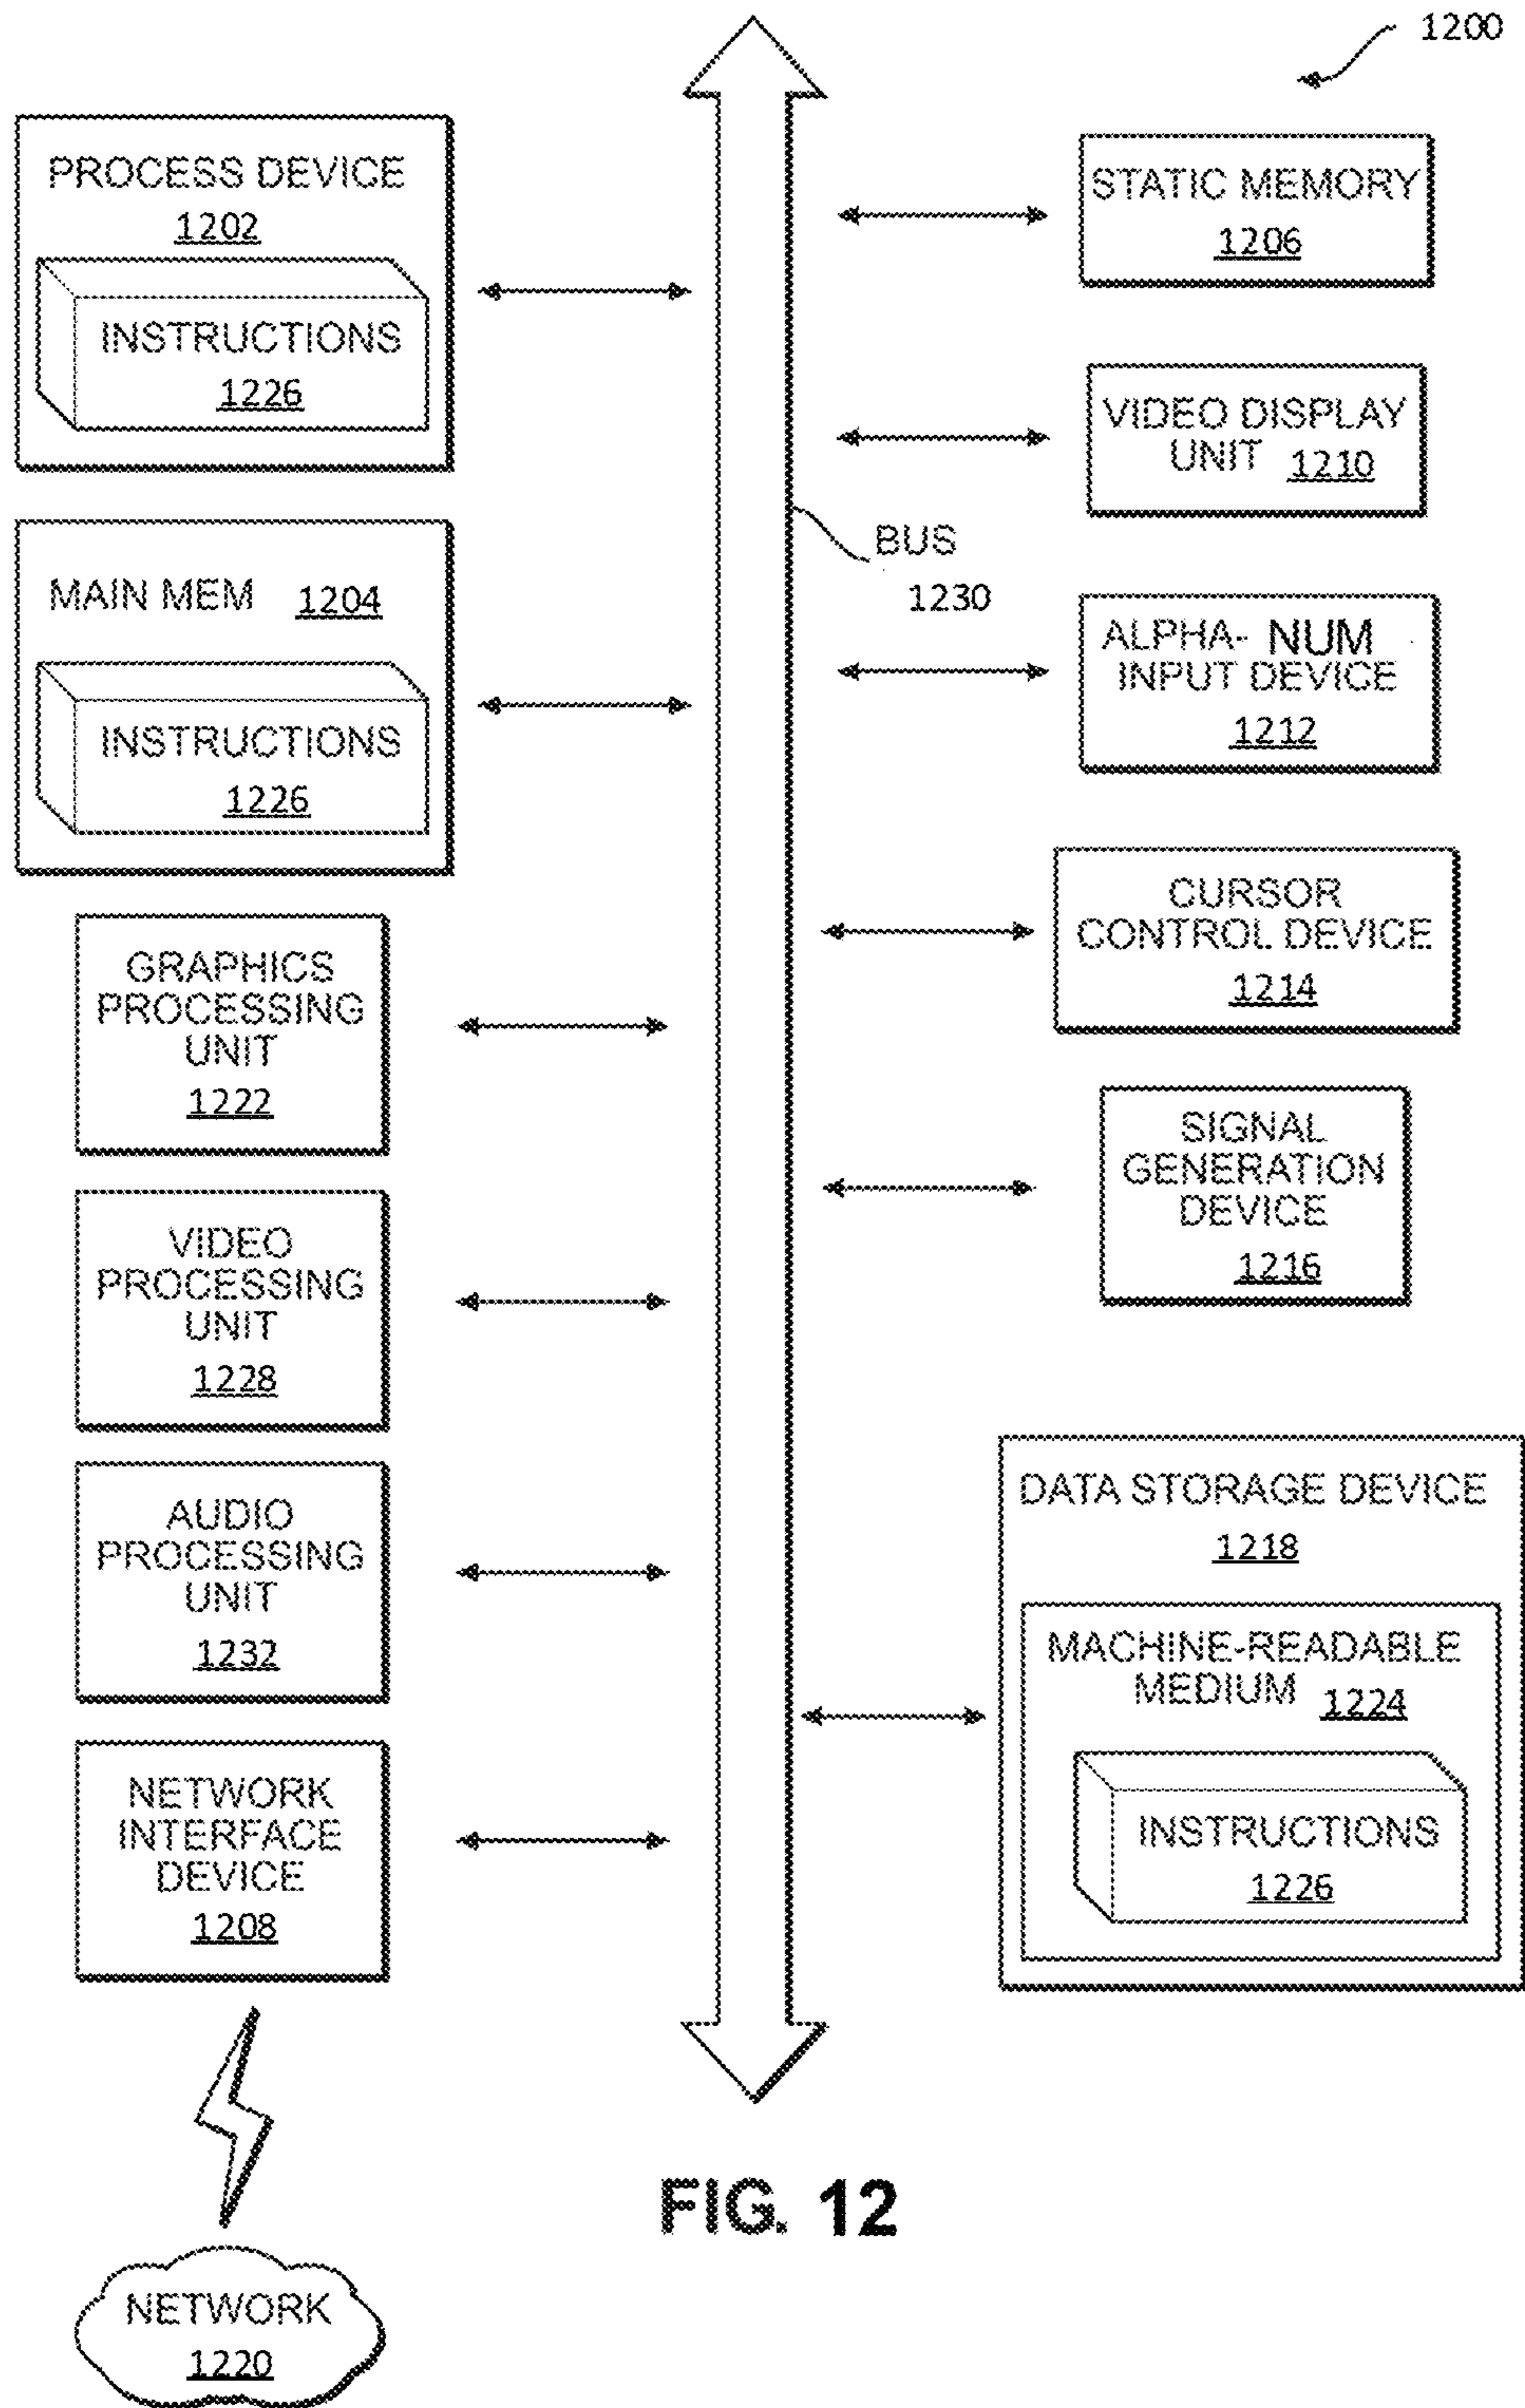 1200
PROCESS DEVICE
1202
INSTRUCTIONS
1226
MAIN MEM 1204
INSTRUCTIONS
1226
GRAPHICS
PROCESSING
UNIT
1222
VIDEO
PROCESSING
UNIT
1228
AUDIO
PROCESSING
UNIT
1232
NETWORK
INTERFACE
DEVICE
1208
NETWORK
1220
BUS
1230
STATIC MEMORY
1206
VIDEO DISPLAY
UNIT 1210
ALPHA- NUM
INPUT DEVICE
1212
CURSOR
CONTROL DEVICE
1214
SIGNAL
GENERATION
DEVICE
1216
DATA STORAGE DEVICE
1218
MACHINE-READABLE
MEDIUM 1224
INSTRUCTIONS
1226
FIG. 12